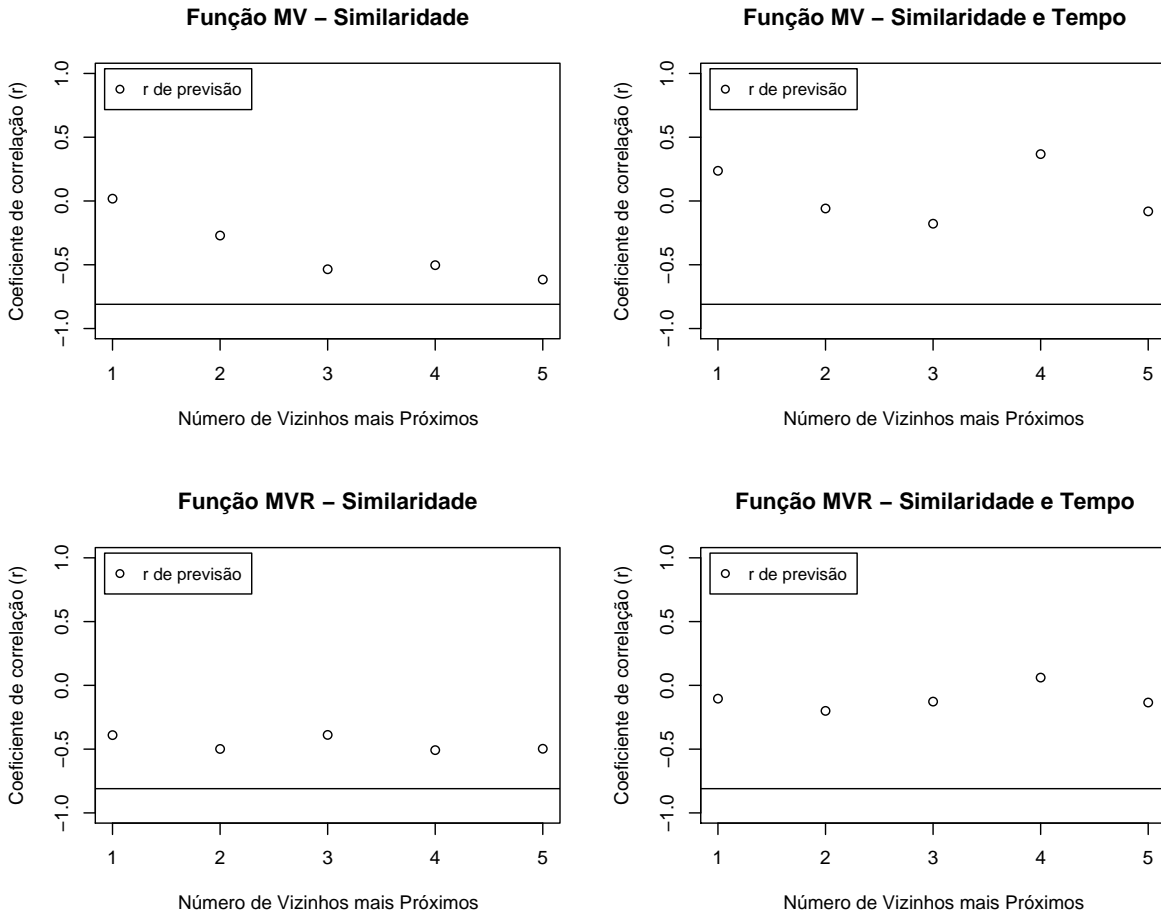 Função MV – Similaridade
Coeficiente de correlação (r)
1.0
0.5
0.0
−0.5
−1.0
r de previsão
1 2 3 4 5
Número de Vizinhos mais Próximos
Função MV – Similaridade e Tempo
Coeficiente de correlação (r)
1.0
0.5
0.0
−0.5
−1.0
r de previsão
1 2 3 4 5
Número de Vizinhos mais Próximos
Função MVR – Similaridade
Coeficiente de correlação (r)
1.0
0.5
0.0
−0.5
−1.0
r de previsão
1 2 3 4 5
Número de Vizinhos mais Próximos
Função MVR – Similaridade e Tempo
Coeficiente de correlação (r)
1.0
0.5
0.0
−0.5
−1.0
r de previsão
1 2 3 4 5
Número de Vizinhos mais Próximos